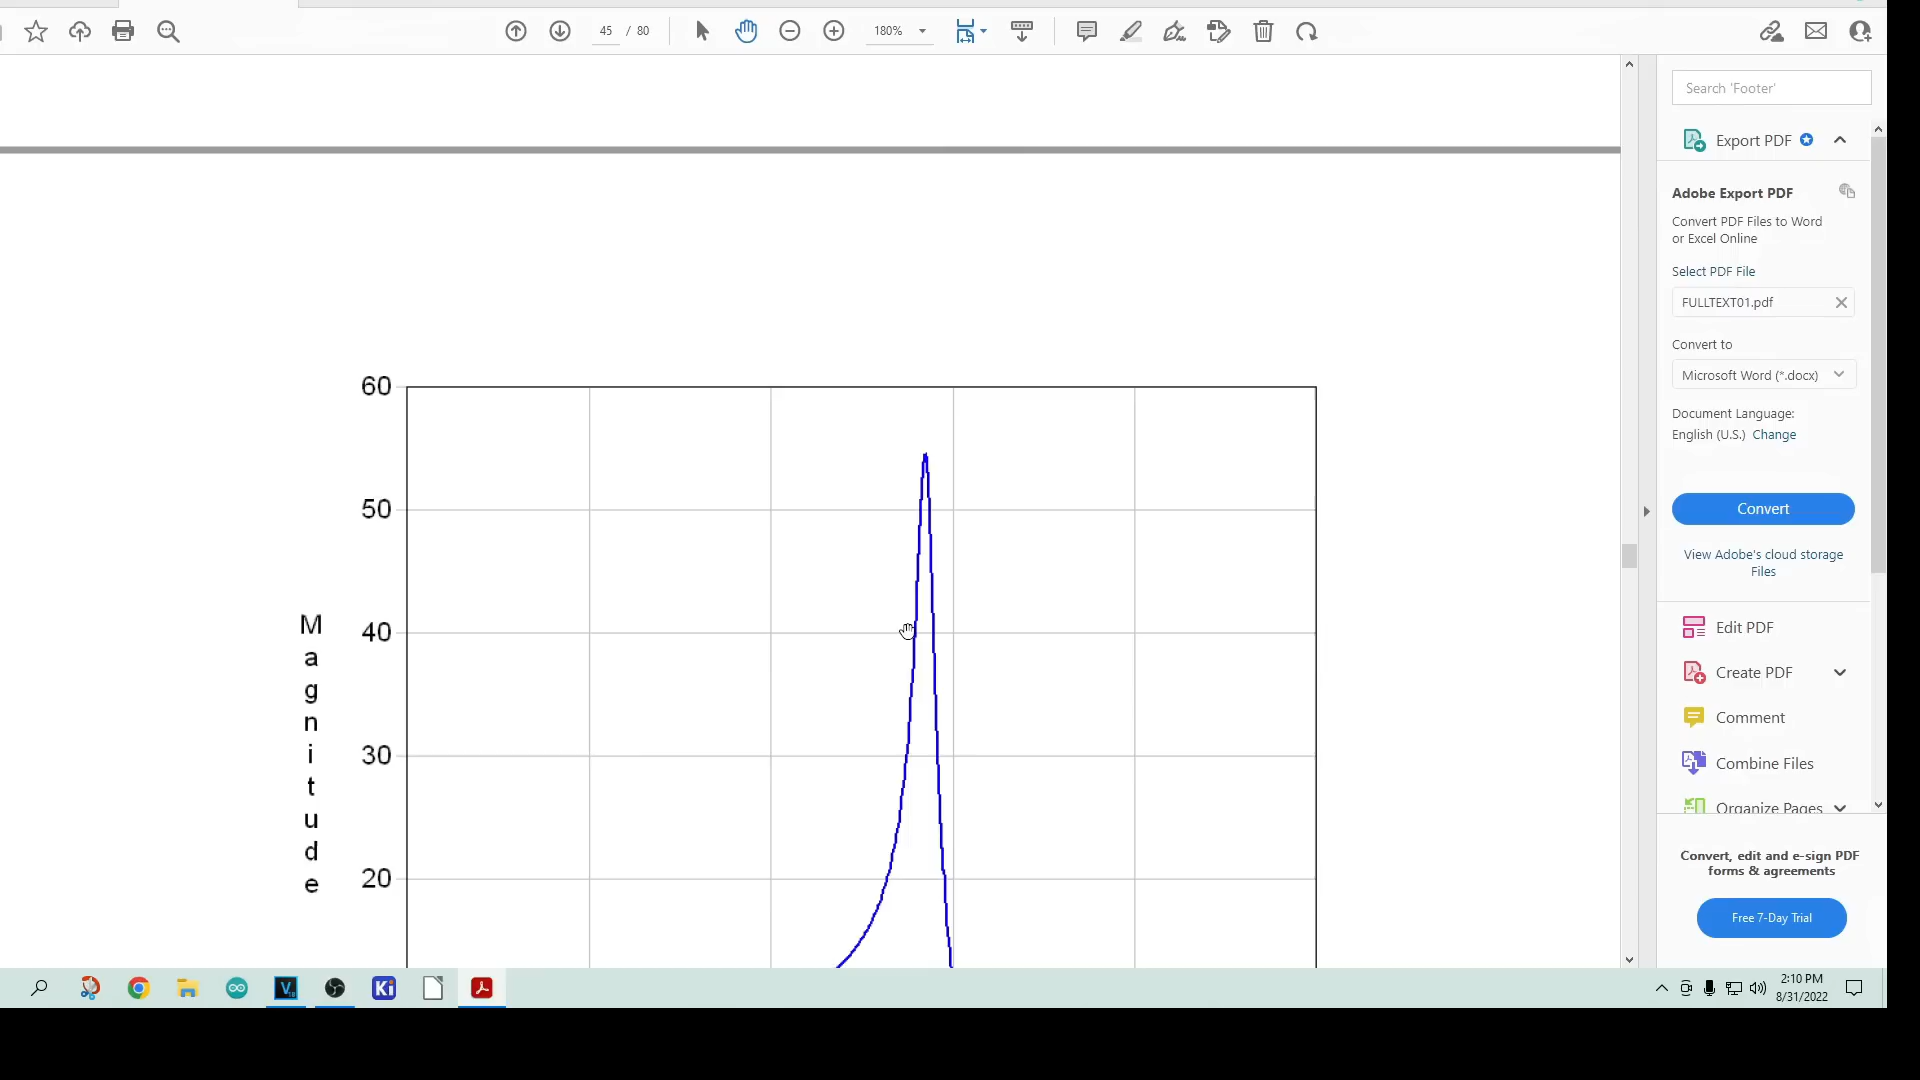 45 / 80
180%
Search 'Footer'
Export PDF
Adobe Export PDF
Convert PDF Files to Word
or Excel Online
Select PDF File
FULLTEXT01.pdf
Convert to
Microsoft Word (*.docx)
Document Language:
English (U.S.) Change
Convert
View Adobe's cloud storage
Files
Edit PDF
Create PDF
Comment
Combine Files
Organize Pages
Convert, edit and e-sign PDF
forms & agreements
Free 7-Day Trial
60
50
40
30
20
M
a
g
n
i
t
u
d
e
V
18
Ki
2:10 PM
8/31/2022